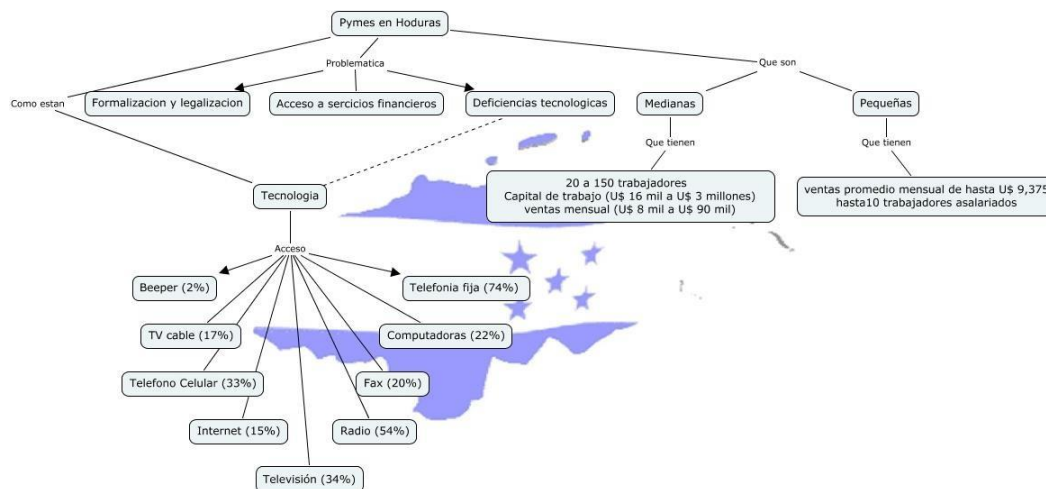 Pymes en Hoduras
Problematica
Que son
Como estan
Formalizacion y legalizacion
Acceso a sercicios financieros
Deficiencias tecnologicas
Medianas
Pequeñas
Que tienen
Que tienen
20 a 150 trabajadores
Capital de trabajo (U$ 16 mil a U$ 3 millones)
ventas mensual (U$ 8 mil a U$ 90 mil)
ventas promedio mensual de hasta U$ 9,375
hasta10 trabajadores asalariados
Tecnologia
Acceso
Beeper (2%)
Telefonia fija (74%)
TV cable (17%)
Computadoras (22%)
Telefono Celular (33%)
Fax (20%)
Internet (15%)
Radio (54%)
Televisión (34%)